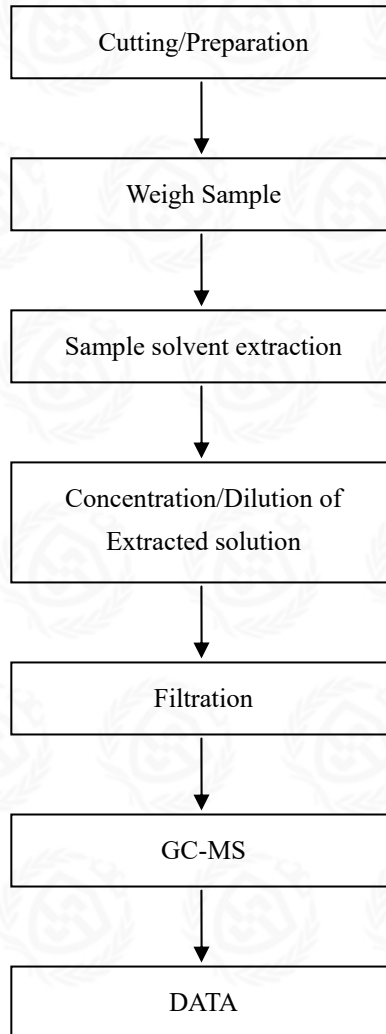 Cutting/Preparation
Weigh Sample
Sample solvent extraction
Concentration/Dilution of
Extracted solution
Filtration
GC-MS
DATA